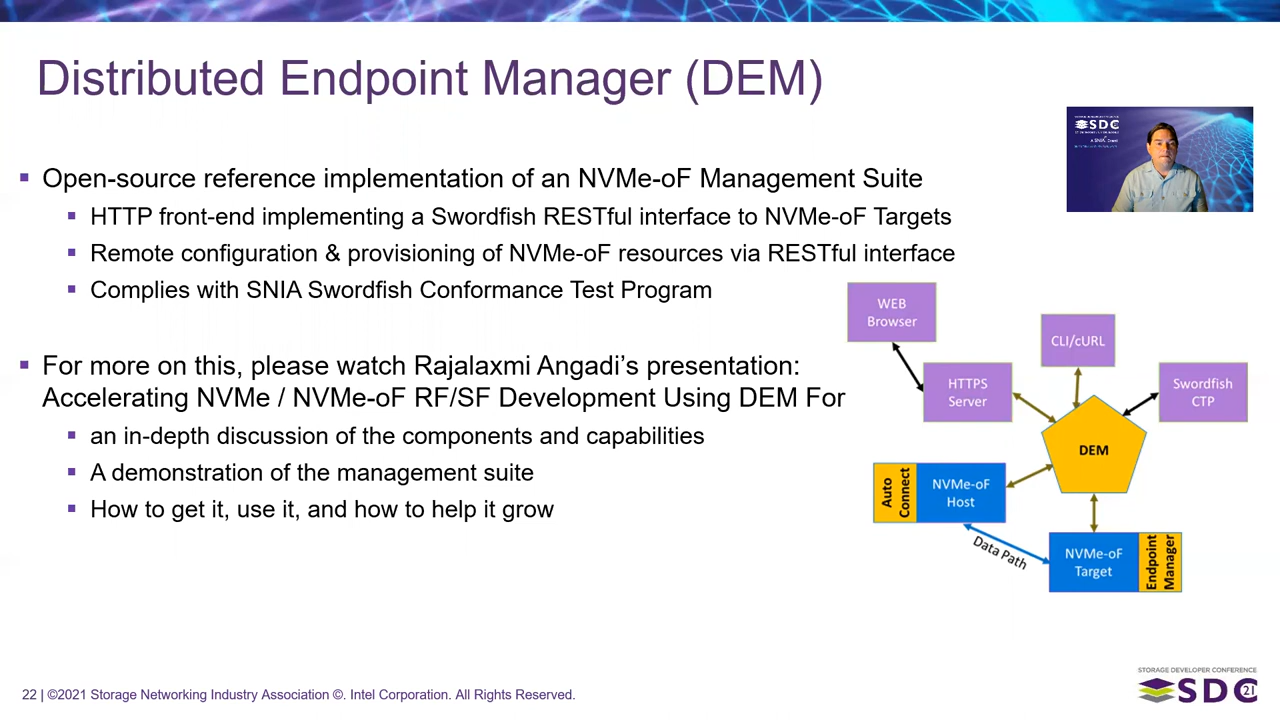 Distributed Endpoint Manager (DEM)
SDC
▪ Open-source reference implementation of an NVMe-oF Management Suite
▪ HTTP front-end implementing a Swordfish RESTful interface to NVMe-oF Targets
▪ Remote configuration & provisioning of NVMe-oF resources via RESTful interface
▪ Complies with SNIA Swordfish Conformance Test Program
▪ For more on this, please watch Rajalaxmi Angadi's presentation:
Accelerating NVMe / NVMe-oF RF/SF Development Using DEM For
▪ an in-depth discussion of the components and capabilities
▪ A demonstration of the management suite
▪ How to get it, use it, and how to help it grow
WEB
Browser
CLI/cURL
HTTPS
Server
Swordfish
CTP
DEM
Auto
Connect
NVMe-oF
Host
Data Path
NVMe-oF
Target
Endpoint
Manager
22 | ©2021 Storage Networking Industry Association ©. Intel Corporation. All Rights Reserved.
STORAGE DEVELOPER CONFERENCE
SDC 21